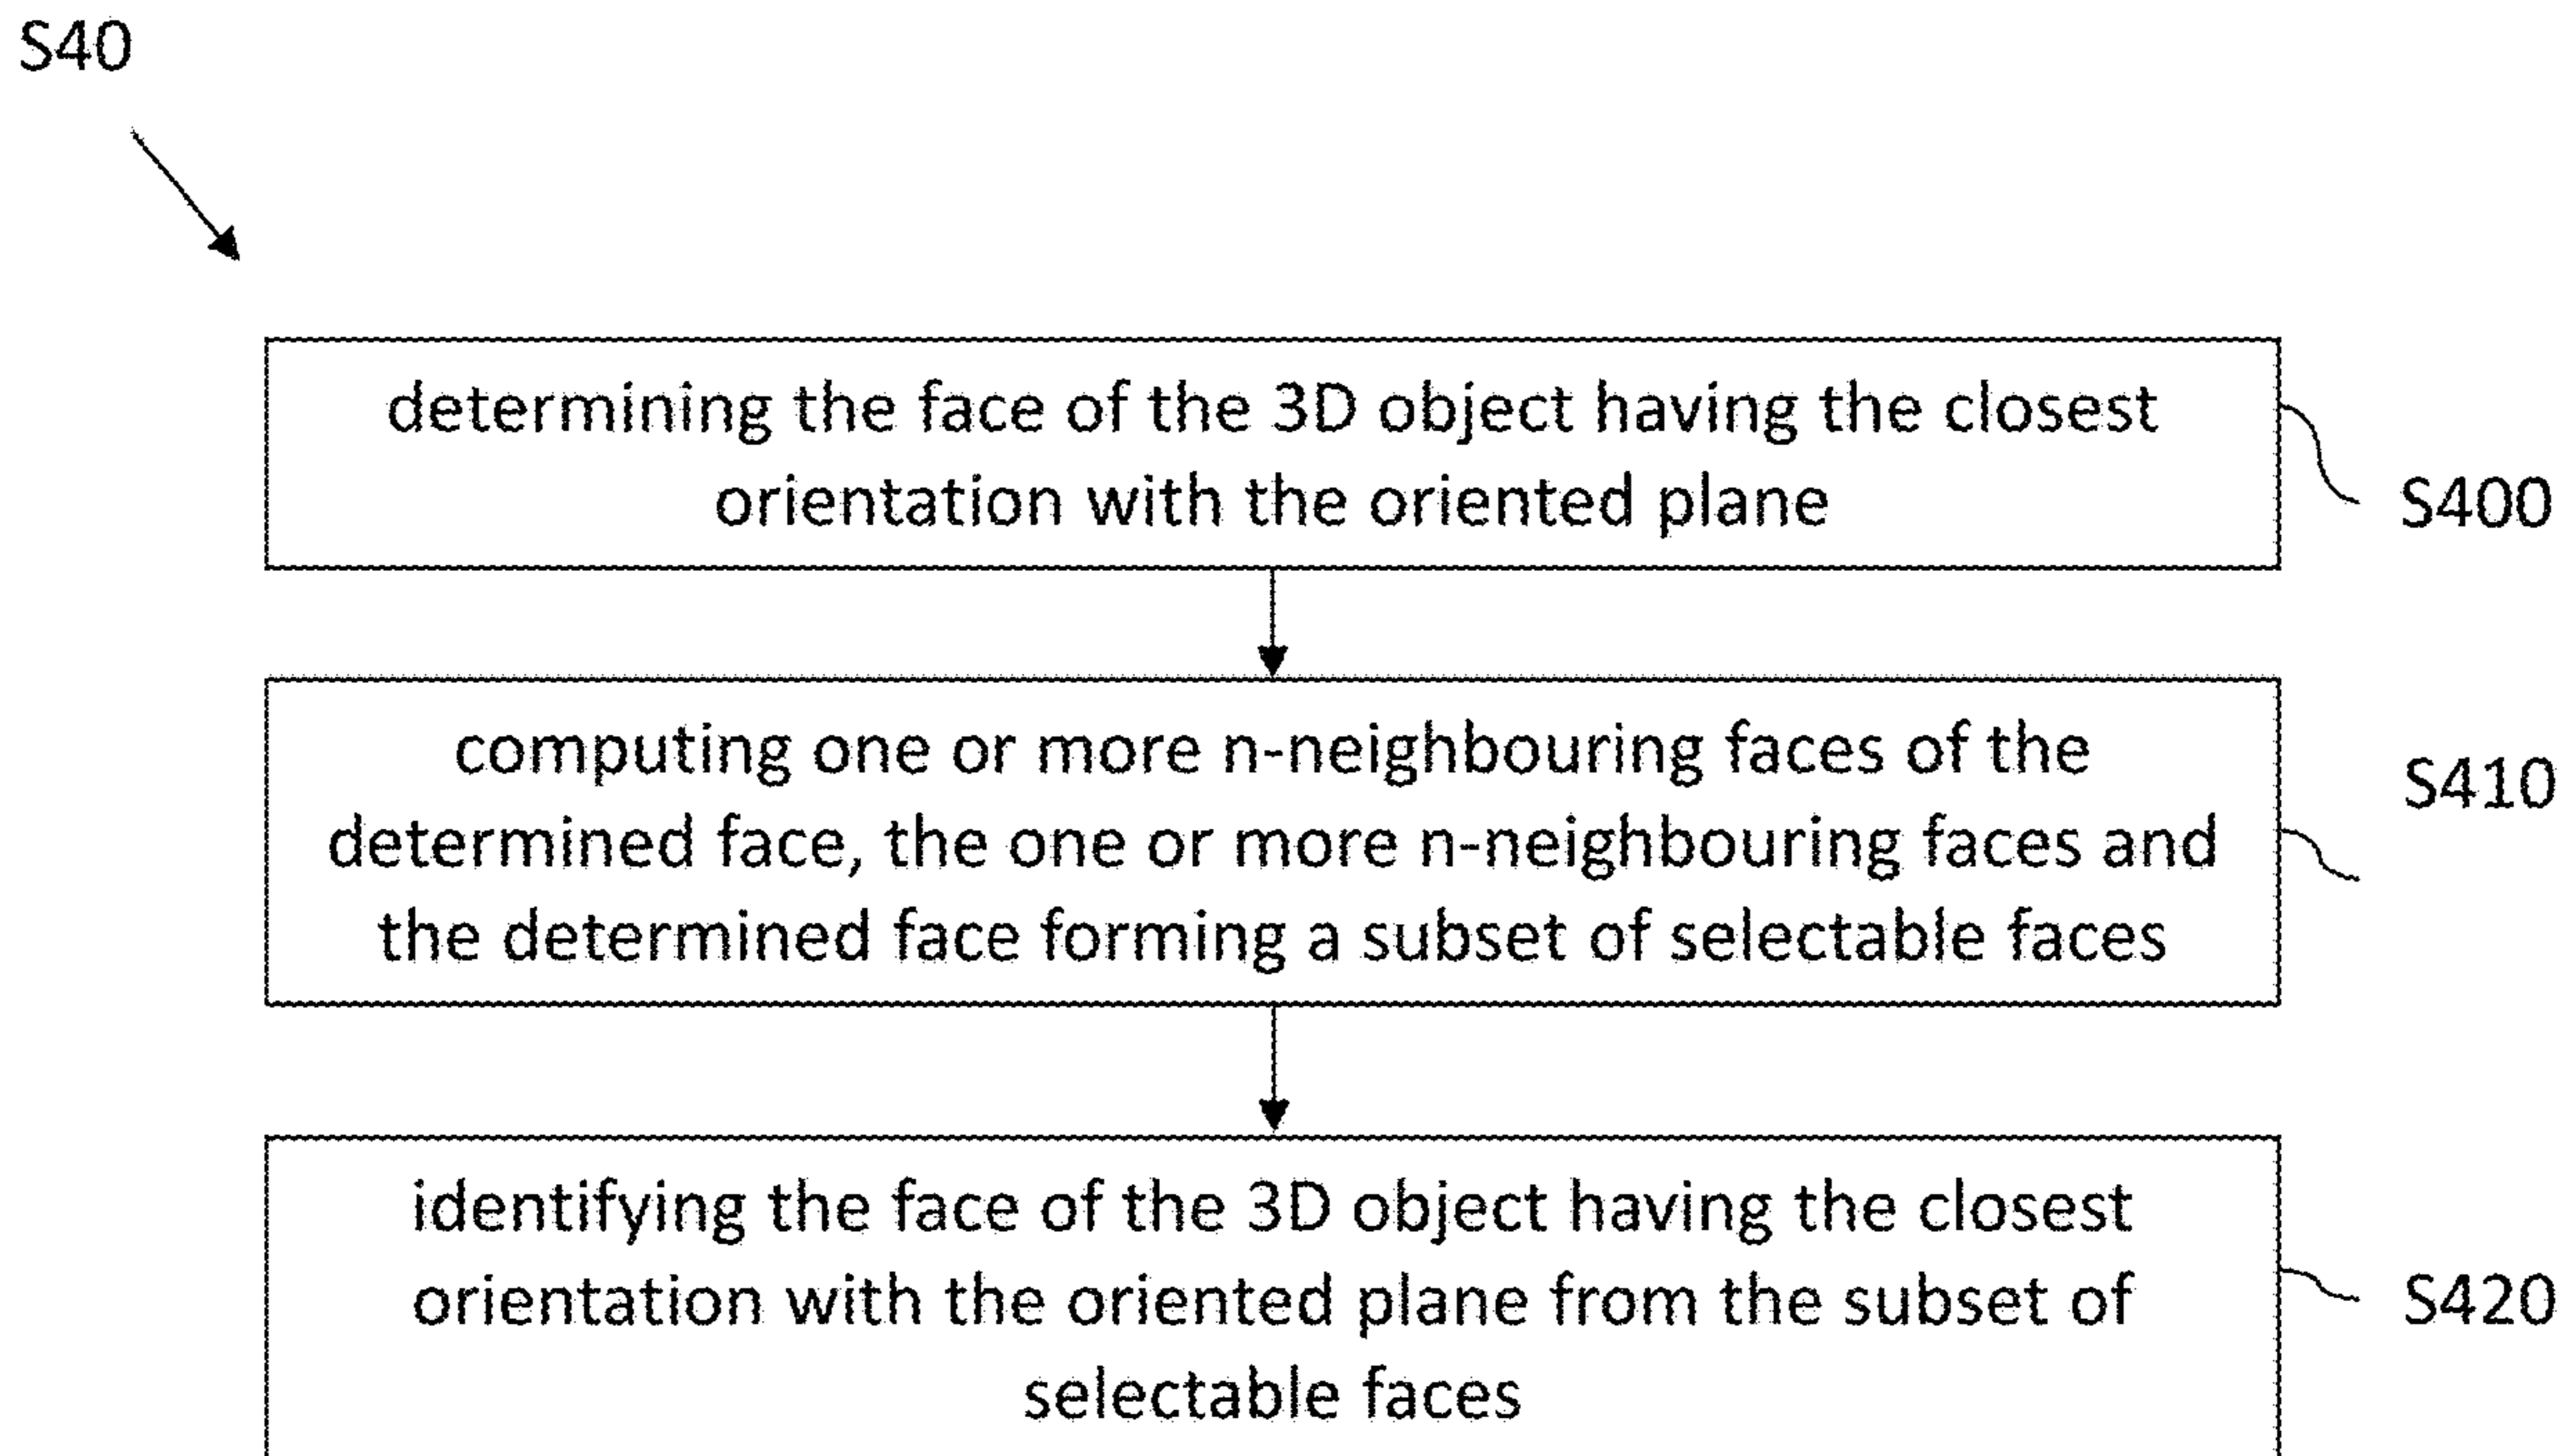 S40
determining the face of the 3D object having the closest
orientation with the oriented plane
S400
computing one or more n-neighbouring faces of the
determined face, the one or more n-neighbouring faces and
the determined face forming a subset of selectable faces
S410
identifying the face of the 3D object having the closest
orientation with the oriented plane from the subset of
selectable faces
S420